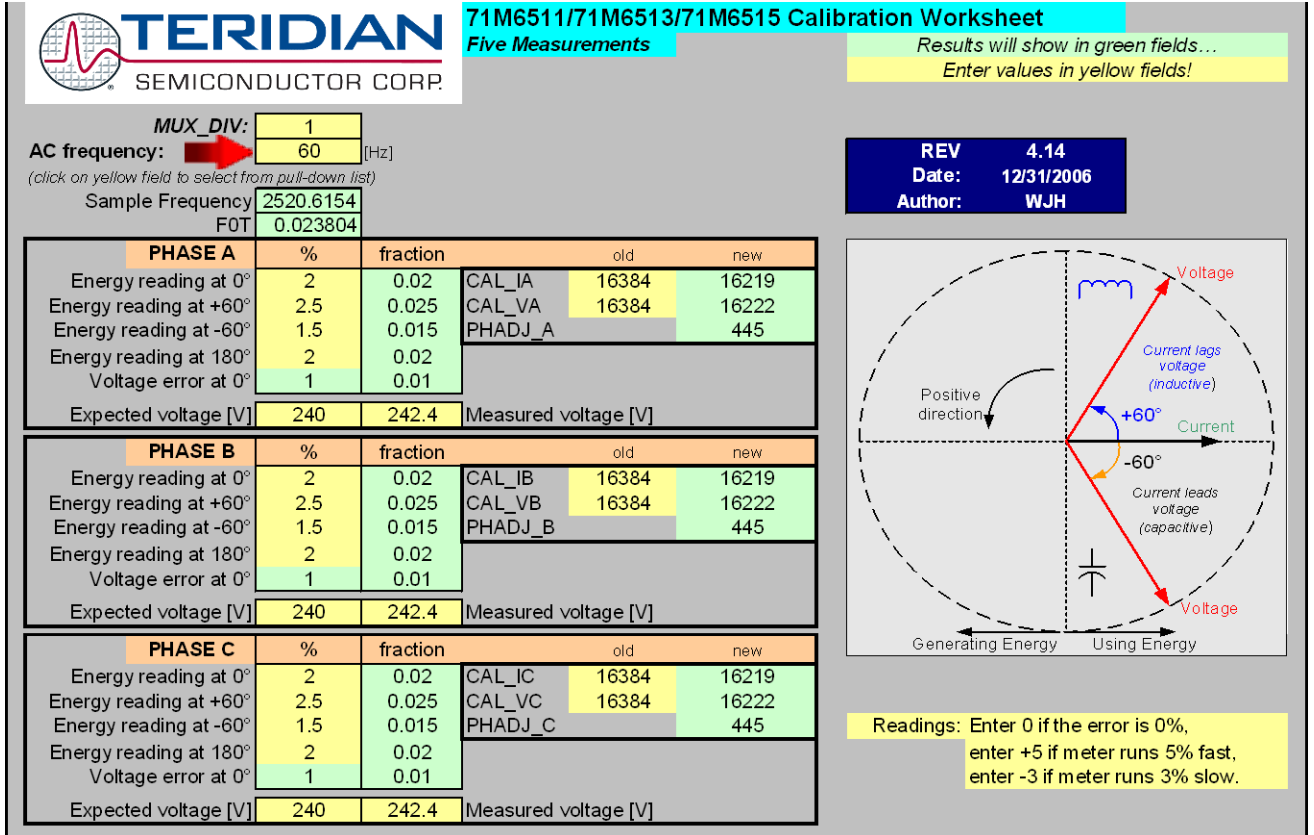 TERIDIAN
SEMICONDUCTOR CORP.
71M6511/71M6513/71M6515 Calibration Worksheet
Five Measurements
Results will show in green fields…
Enter values in yellow fields!
MUX_DIV: 1
AC frequency: 60 [Hz]
(click on yellow field to select from pull-down list)
Sample Frequency 2520.6154
F0T 0.023804
REV 4.14
Date: 12/31/2006
Author: WJH
PHASE A % fraction old new
Energy reading at 0° 2 0.02 CAL_IA 16384 16219
Energy reading at +60° 2.5 0.025 CAL_VA 16384 16222
Energy reading at -60° 1.5 0.015 PHADJ_A 445
Energy reading at 180° 2 0.02
Voltage error at 0° 1 0.01
Expected voltage [V] 240 242.4 Measured voltage [V]
PHASE B % fraction old new
Energy reading at 0° 2 0.02 CAL_IB 16384 16219
Energy reading at +60° 2.5 0.025 CAL_VB 16384 16222
Energy reading at -60° 1.5 0.015 PHADJ_B 445
Energy reading at 180° 2 0.02
Voltage error at 0° 1 0.01
Expected voltage [V] 240 242.4 Measured voltage [V]
PHASE C % fraction old new
Energy reading at 0° 2 0.02 CAL_IC 16384 16219
Energy reading at +60° 2.5 0.025 CAL_VC 16384 16222
Energy reading at -60° 1.5 0.015 PHADJ_C 445
Energy reading at 180° 2 0.02
Voltage error at 0° 1 0.01
Expected voltage [V] 240 242.4 Measured voltage [V]
Voltage
Current lags
voltage
(inductive)
Positive
direction
+60°
Current
-60°
Current leads
voltage
(capacitive)
Voltage
Generating Energy Using Energy
Readings: Enter 0 if the error is 0%,
enter +5 if meter runs 5% fast,
enter -3 if meter runs 3% slow.